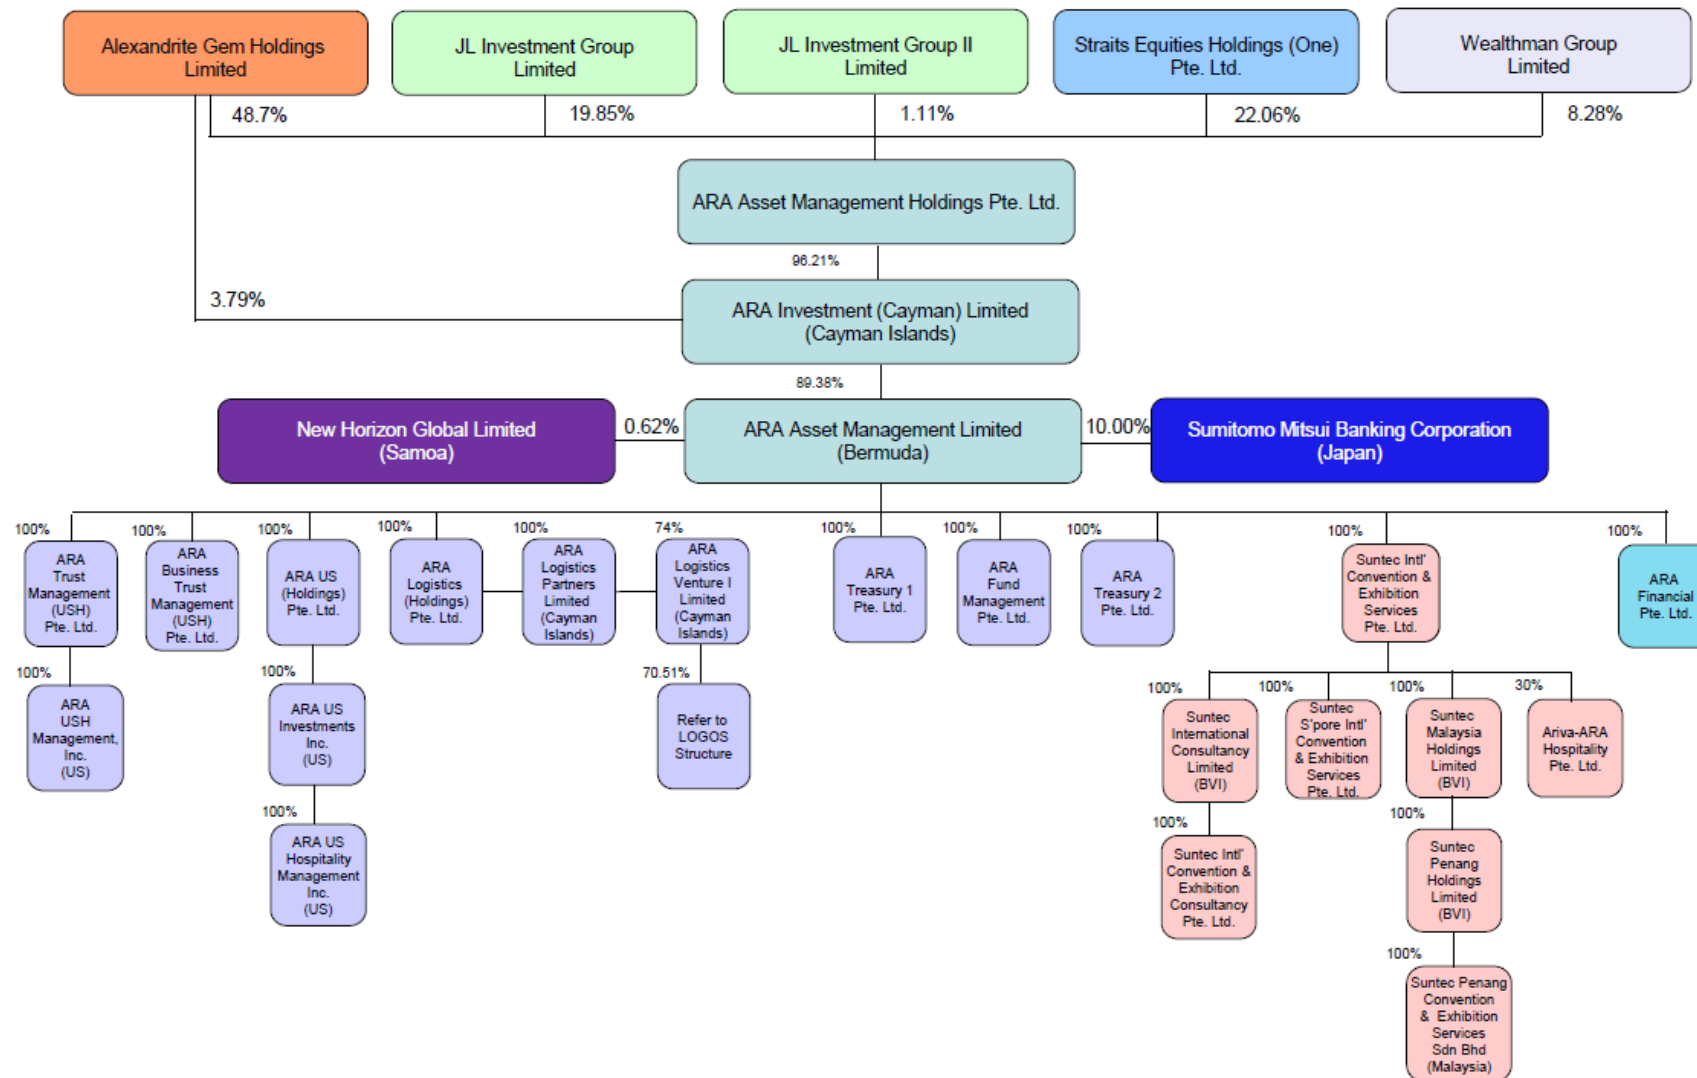 Alexandrite Gem Holings
Limited
JL Investment Group
Limited
JL Investment Group II
Limited
Straits Equities Holdings (One)
Pte. Ltd.
Wealthman Group
Limited
48.7%
19.85%
1.11%
22.06%
8.28%
ARA Asset Management Holdings Pte. Ltd.
96.21%
3.79%
ARA Investment (Cayman) Limited
(Cayman Islands)
89.38%
New Horizon Global Limited
(Samoa)
0.62%
ARA Asset Management Limited
(Bermuda)
10.00%
Sumitomo Mitsui Banking Corporation
(Japan)
100%
ARA
Trust
Management
(USH)
Pte. Ltd.
100%
ARA
Business
Trust
Management
(USH)
Pte. Ltd.
100%
ARA US
(Holdings)
Pte. Ltd.
100%
ARA
Logistics
(Holdings)
Pte. Ltd.
100%
ARA
Logistics
Partners
Limited
(Cayman
Islands)
74%
ARA
Logistics
Venture I
Limited
(Cayman
Islands)
100%
ARA
Treasury 1
Pte. Ltd.
100%
ARA
Fund
Management
Pte. Ltd.
100%
ARA
Treasury 2
Pte. Ltd.
100%
Suntec Intl'
Convention &
Exhibition
Services
Pte. Ltd.
100%
ARA
Financial
Pte. Ltd.
100%
ARA
USH
Management,
Inc.
(US)
100%
ARA US
Investments
Inc.
(US)
70.51%
Refer to
LOGOS
Structure
100%
Suntec
International
Consultancy
Limited
(BVI)
100%
Suntec
S'pore Intl'
Convention
& Exhibition
Services
Pte. Ltd.
100%
Suntec
Malaysia
Holdings
Limited
(BVI)
30%
Ariva-ARA
Hospitality
Pte. Ltd.
100%
ARA US
Hospitality
Management
Inc.
(US)
100%
Suntec Intl'
Convention &
Exhibition
Consultancy
Pte. Ltd.
100%
Suntec
Penang
Holdings
Limited
(BVI)
100%
Suntec Penang
Convention
& Exhibition
Services
Sdn Bhd
(Malaysia)